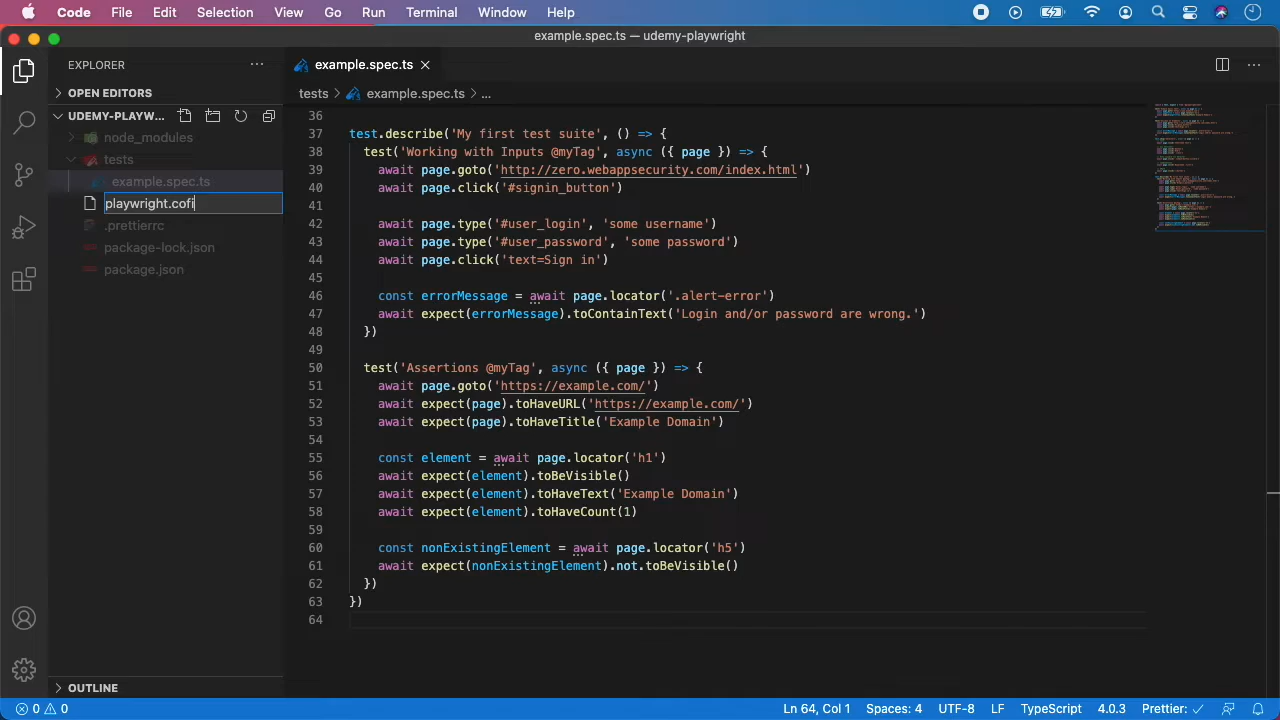 Code File Edit Selection View Go Run Terminal Window Help
example.spec.ts — udemy-playwright
EXPLORER
OPEN EDITORS
UDEMY-PLAYW...
node_modules
tests
example.spec.ts
playwright.cofi
.prettierrc
package-lock.json
package.json
OUTLINE
example.spec.ts
tests > example.spec.ts > ...
36
37 test.describe('My first test suite', () => {
38 test('Working with Inputs @myTag', async ({ page }) => {
39 await page.goto('http://zero.webappsecurity.com/index.html')
40 await page.click('#signin_button')
41
42 await page.type('#user_login', 'some username')
43 await page.type('#user_password', 'some password')
44 await page.click('text=Sign in')
45
46 const errorMessage = await page.locator('.alert-error')
47 await expect(errorMessage).toContainText('Login and/or password are wrong.')
48 })
49
50 test('Assertions @myTag', async ({ page }) => {
51 await page.goto('https://example.com/')
52 await expect(page).toHaveURL('https://example.com/')
53 await expect(page).toHaveTitle('Example Domain')
54
55 const element = await page.locator('h1')
56 await expect(element).toBeVisible()
57 await expect(element).toHaveText('Example Domain')
58 await expect(element).toHaveCount(1)
59
60 const nonExistingElement = await page.locator('h5')
61 await expect(nonExistingElement).not.toBeVisible()
62 })
63 })
64
0 0 Ln 64, Col 1 Spaces: 4 UTF-8 LF TypeScript 4.0.3 Prettier: ✓